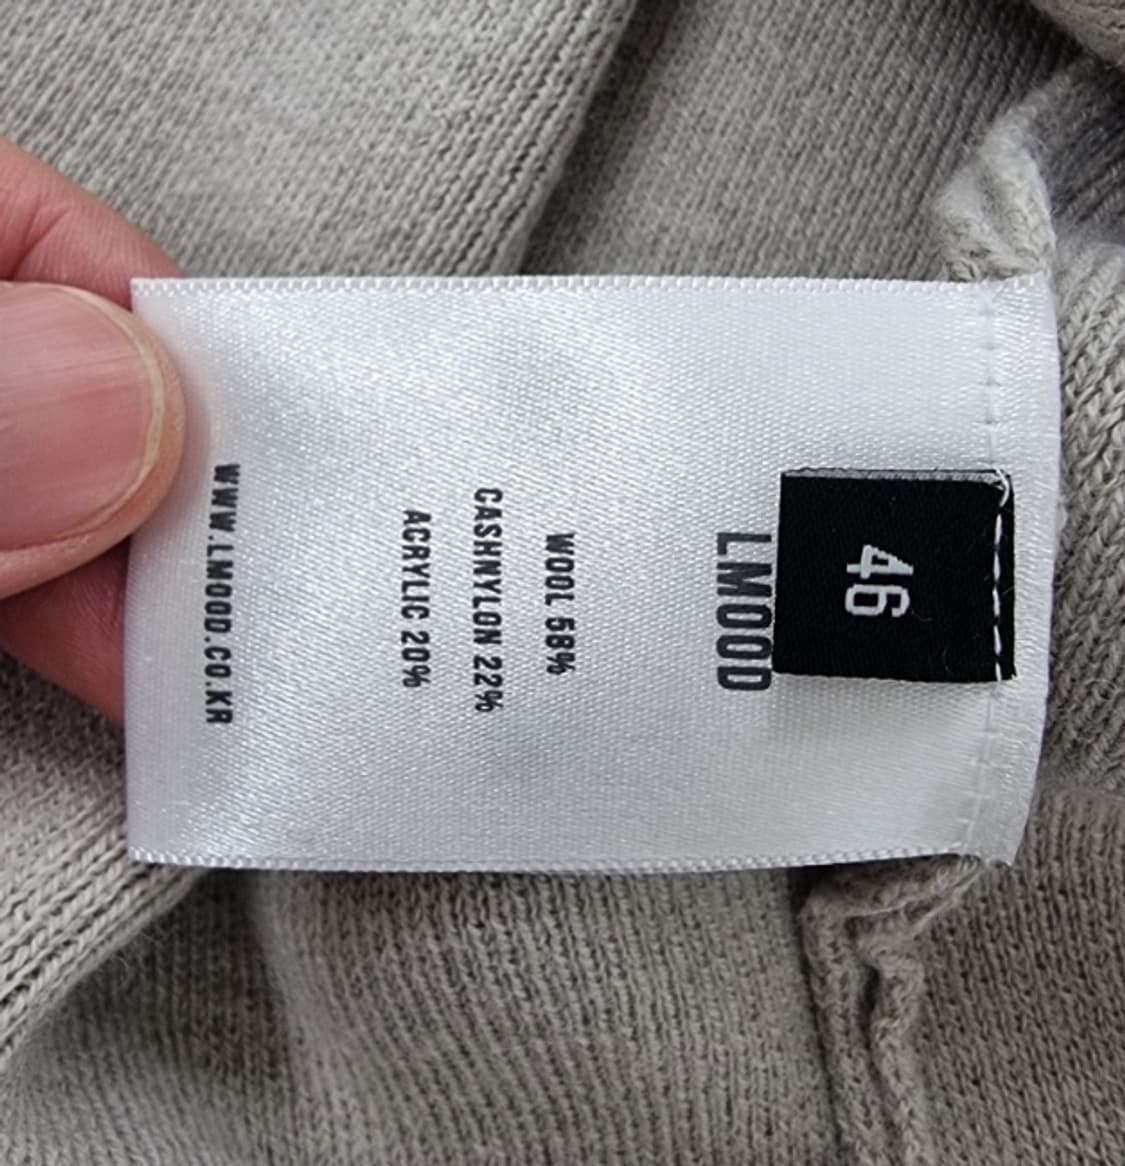 46
LMOOD
WOOL 58%
CASHNYLON 22%
ACRYLIC 20%
WWW.LMOOD.CO.KR